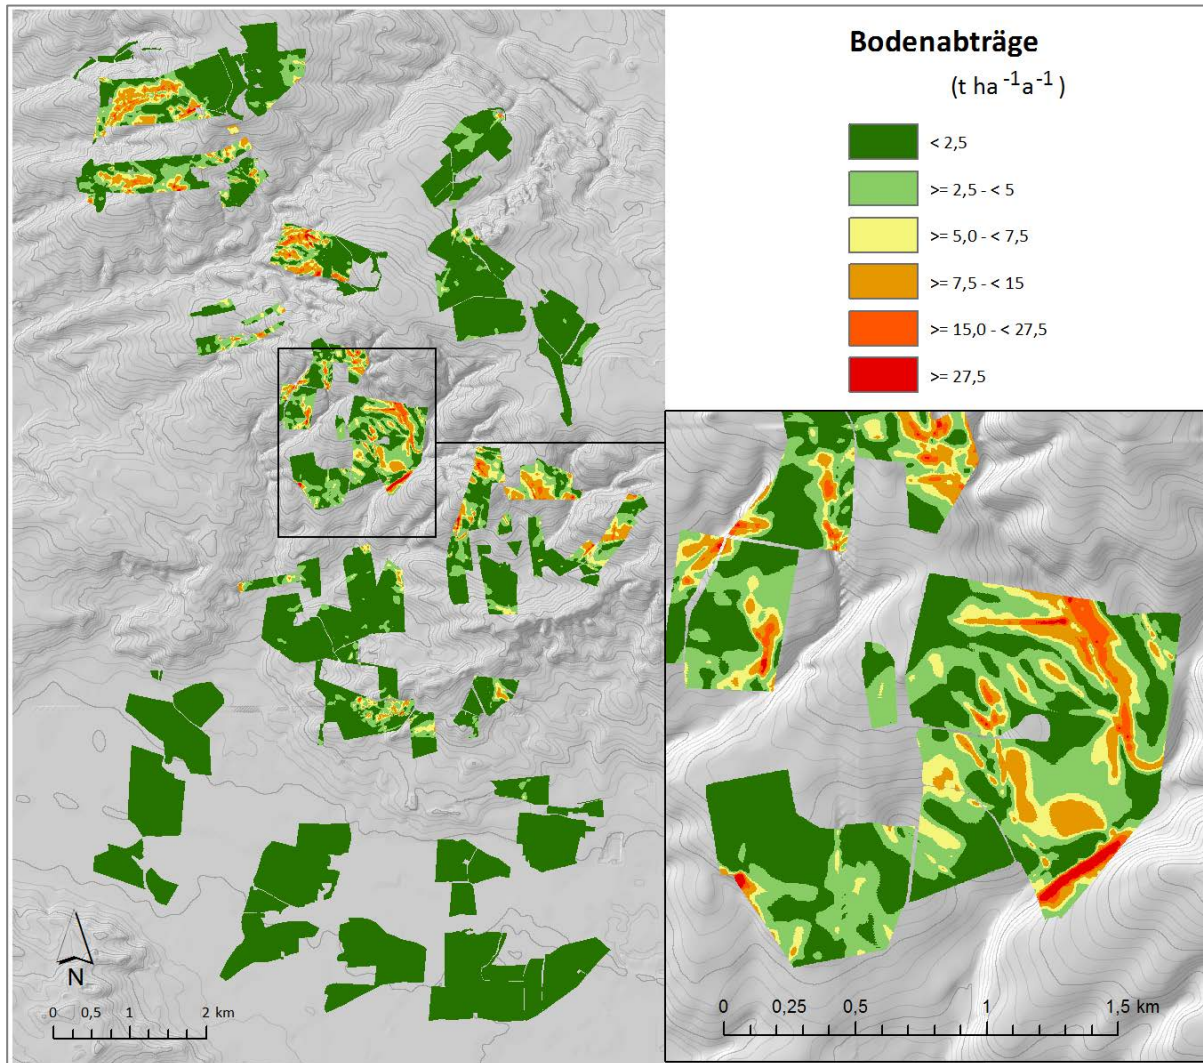 Bodenabträge
(t ha⁻¹a⁻¹)
< 2,5
>= 2,5 - < 5
>= 5,0 - < 7,5
>= 7,5 - < 15
>= 15,0 - < 27,5
>= 27,5
N
0 0,5 1 2 km
0 0,25 0,5 1 1,5 km